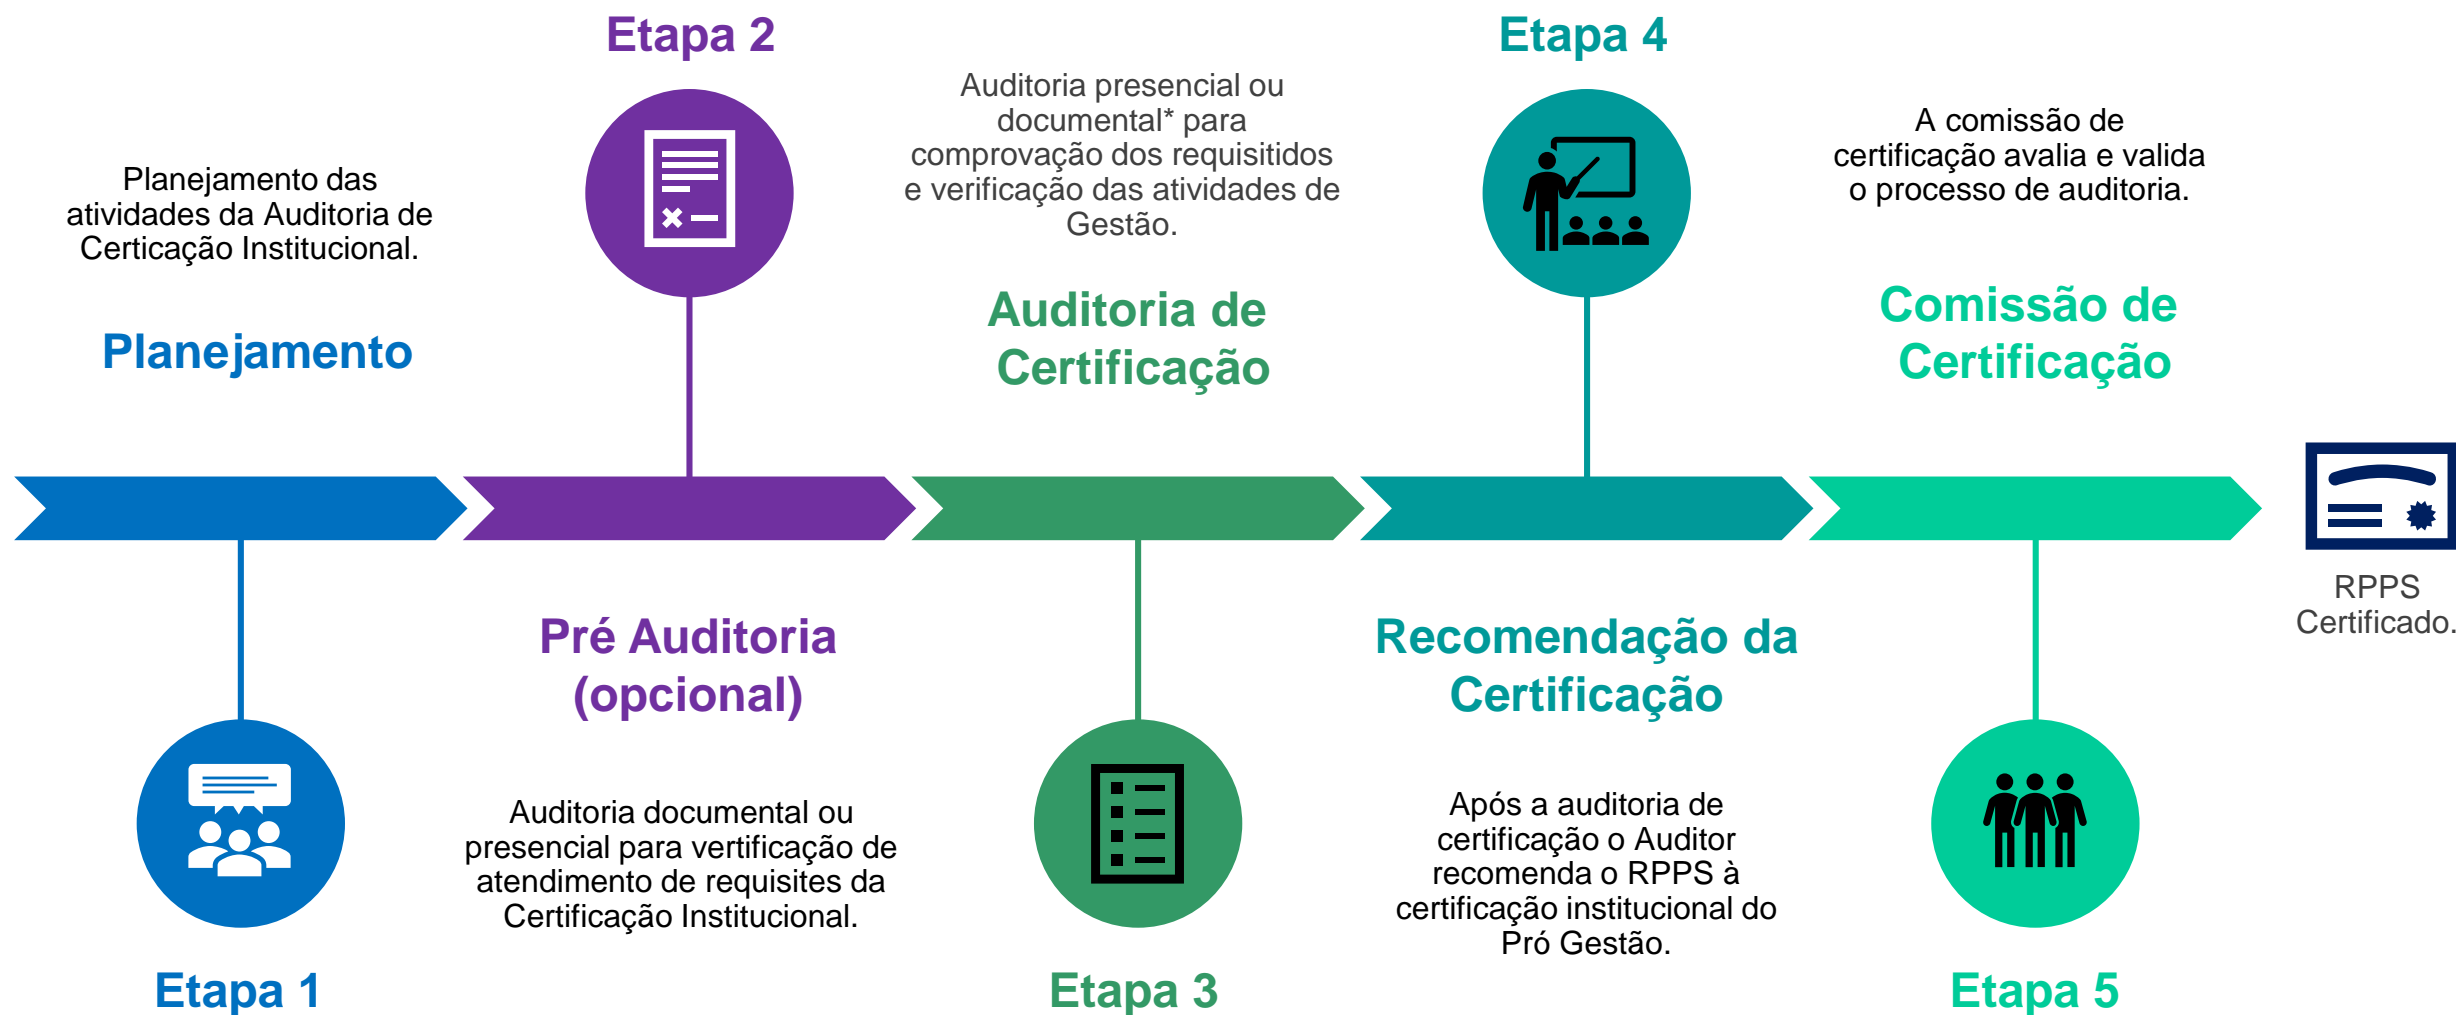 Planejamento das
atividades da Auditoria de
Certicação Institucional.
Planejamento
Etapa 1
Etapa 2
Pré Auditoria
(opcional)
Auditoria documental ou
presencial para vertificação de
atendimento de requisites da
Certificação Institucional.
Auditoria presencial ou
documental* para
comprovação dos requisitidos
e verificação das atividades de
Gestão.
Auditoria de
Certificação
Etapa 3
Etapa 4
Recomendação da
Certificação
Após a auditoria de
certificação o Auditor
recomenda o RPPS à
certificação institucional do
Pró Gestão.
A comissão de
certificação avalia e valida
o processo de auditoria.
Comissão de
Certificação
Etapa 5
RPPS
Certificado.